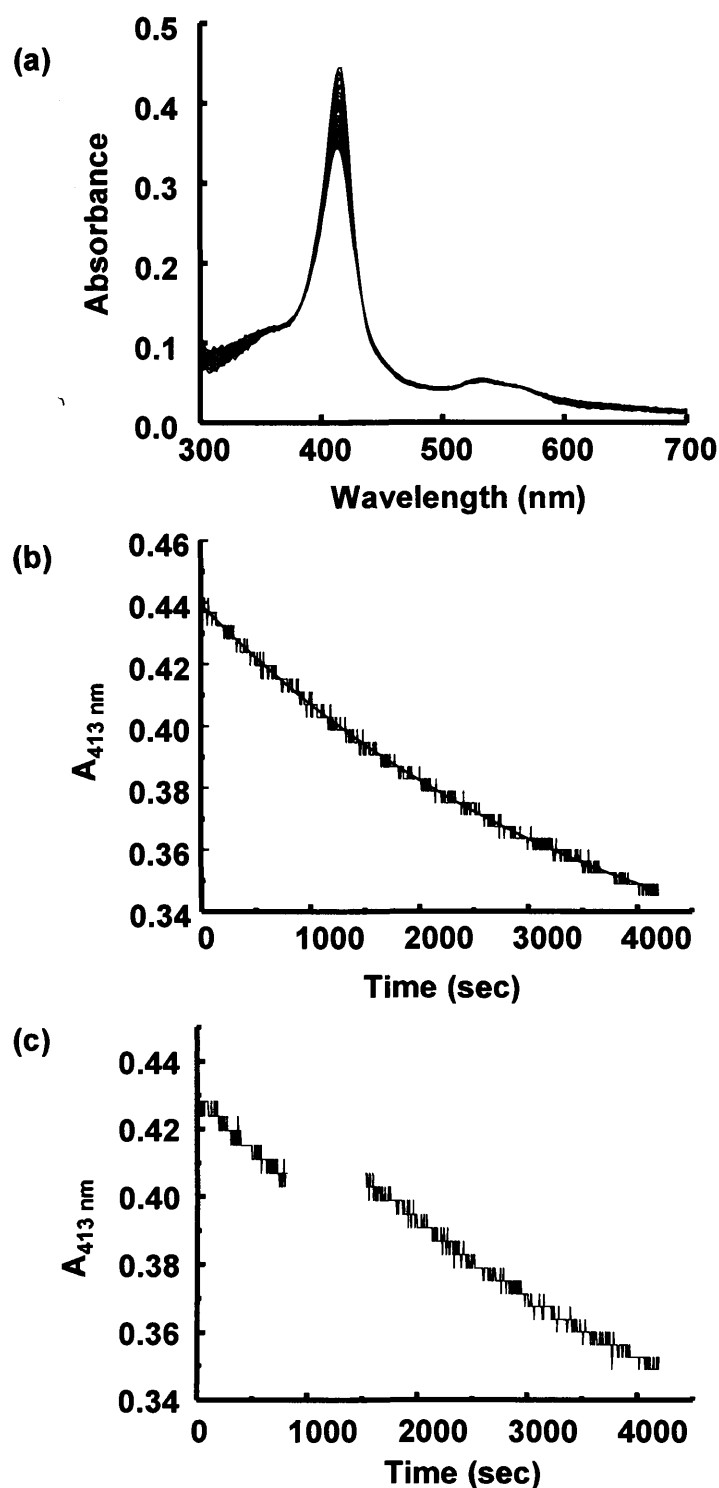 (a)
Absorbance
0.5
0.4
0.3
0.2
0.1
0.0
300 400 500 600 700
Wavelength (nm)
(b)
A413 nm
0.46
0.44
0.42
0.40
0.38
0.36
0.34
0 1000 2000 3000 4000
Time (sec)
(c)
A413 nm
0.44
0.42
0.40
0.38
0.36
0.34
0 1000 2000 3000 4000
Time (sec)